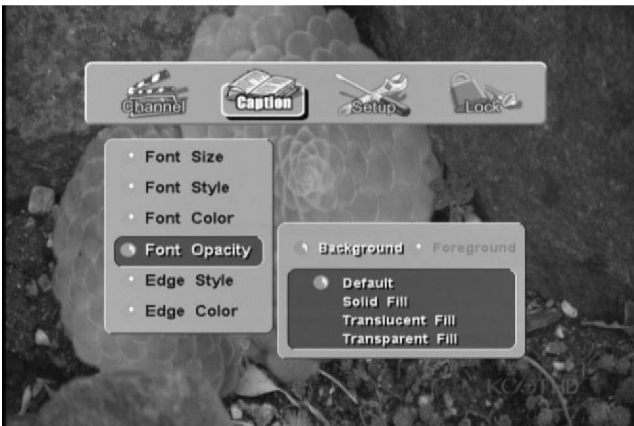 Channel Caption Setup Lock
Font Size
Font Style
Font Color
Font Opacity
Background Foreground
Edge Style
Edge Color
Default
Solid Fill
Translucent Fill
Transparent Fill